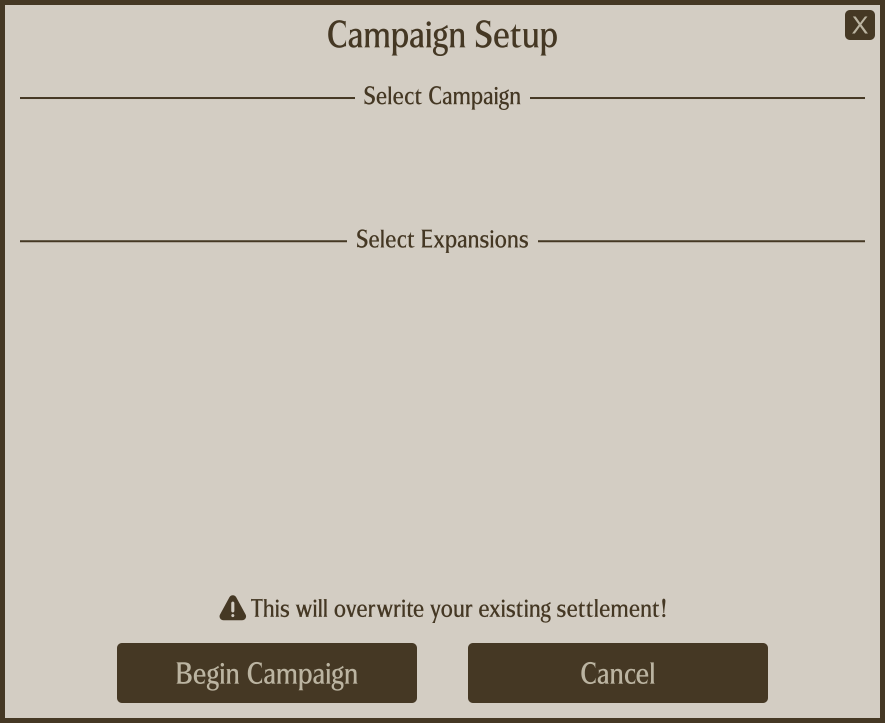 Campaign Setup
X
Select Campaign
Select Expansions
This will overwrite your existing settlement!
Begin Campaign
Cancel